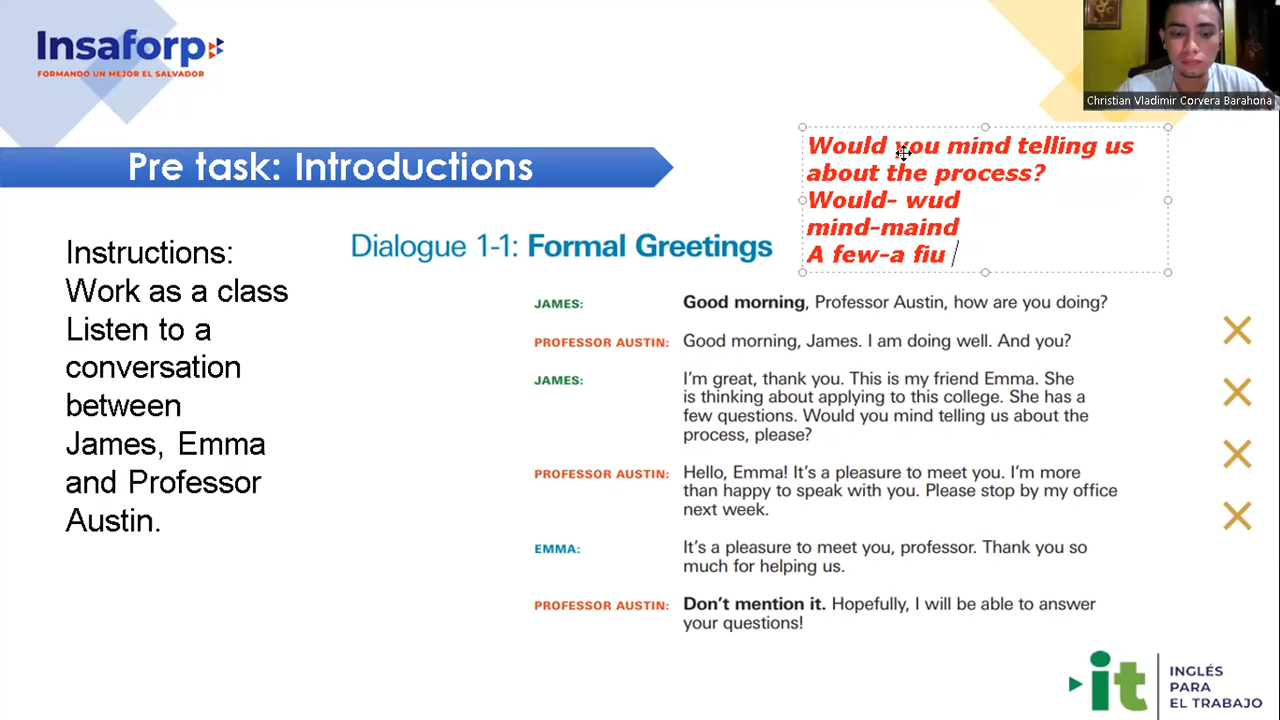 Insaforp
FORMANDO UN MEJOR EL SALVADOR
Christian Vladimir Corvera Barahona
Pre task: Introductions
Would you mind telling us
about the process?
Would- wud
mind-maind
A few-a fiu
Instructions:
Work as a class
Listen to a
conversation
between
James, Emma
and Professor
Austin.
Dialogue 1-1: Formal Greetings
JAMES: Good morning, Professor Austin, how are you doing?
PROFESSOR AUSTIN: Good morning, James. I am doing well. And you?
JAMES: I'm great, thank you. This is my friend Emma. She
is thinking about applying to this college. She has a
few questions. Would you mind telling us about the
process, please?
PROFESSOR AUSTIN: Hello, Emma! It's a pleasure to meet you. I'm more
than happy to speak with you. Please stop by my office
next week.
EMMA: It's a pleasure to meet you, professor. Thank you so
much for helping us.
PROFESSOR AUSTIN: Don't mention it. Hopefully, I will be able to answer
your questions!
it
INGLÉS
PARA
EL TRABAJO